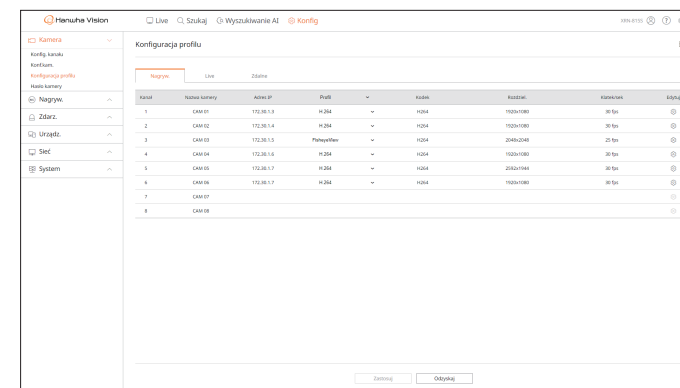 Hanwha Vision Live Szukaj Wyszukiwanie AI Konfig XRN-813S
Kamera
Konfig. kanału
Konf.kam.
Konfiguracja profilu
Hasło kamery
Nagryw.
Zdarz.
Urządz.
Sieć
System
Konfiguracja profilu
Nagryw. Live Zdalne
Kanał Nazwa kamery Adres IP Profil Kodek Rozdziel. Klatek/sek Edytuj
1 CAM 01 172.30.1.3 H.264 H264 1920x1080 30 fps
2 CAM 02 172.30.1.4 H.264 H264 1920x1080 30 fps
3 CAM 03 172.30.1.5 FisheyeView H264 2048x2048 25 fps
4 CAM 04 172.30.1.6 H.264 H264 1920x1080 30 fps
5 CAM 05 172.30.1.7 H.264 H264 2592x1944 30 fps
6 CAM 06 172.30.1.7 H.264 H264 1920x1080 30 fps
7 CAM 07
8 CAM 08
Zastosuj Odzyskaj